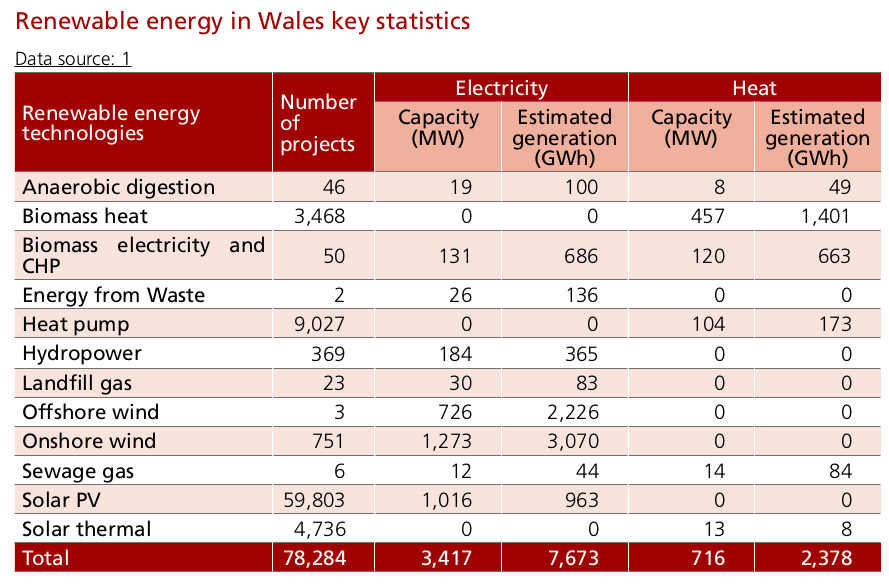 Renewable energy in Wales key statistics
Data source: 1
Renewable energy technologies Number of projects Electricity Heat
Capacity (MW) Estimated generation (GWh) Capacity (MW) Estimated generation (GWh)
Anaerobic digestion 46 19 100 8 49
Biomass heat 3,468 0 0 457 1,401
Biomass electricity and CHP 50 131 686 120 663
Energy from Waste 2 26 136 0 0
Heat pump 9,027 0 0 104 173
Hydropower 369 184 365 0 0
Landfill gas 23 30 83 0 0
Offshore wind 3 726 2,226 0 0
Onshore wind 751 1,273 3,070 0 0
Sewage gas 6 12 44 14 84
Solar PV 59,803 1,016 963 0 0
Solar thermal 4,736 0 0 13 8
Total 78,284 3,417 7,673 716 2,378